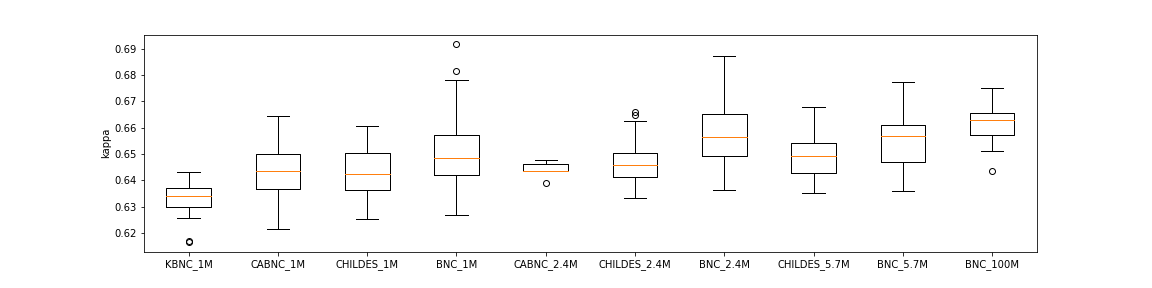 kappa
0.69
0.68
0.67
0.66
0.65
0.64
0.63
0.62
KBNC_1M
CABNC_1M
CHILDES_1M
BNC_1M
CABNC_2.4M
CHILDES_2.4M
BNC_2.4M
CHILDES_5.7M
BNC_5.7M
BNC_100M